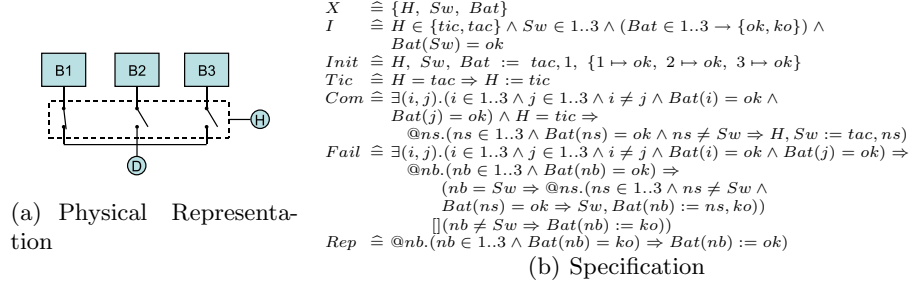 B1 B2 B3
H
D
(a) Physical Representa-
tion
X ≙ {H, Sw, Bat}
I ≙ H ∈ {tic, tac} ∧ Sw ∈ 1..3 ∧ (Bat ∈ 1..3 → {ok, ko}) ∧
Bat(Sw) = ok
Init ≙ H, Sw, Bat := tac, 1, {1 ↦ ok, 2 ↦ ok, 3 ↦ ok}
Tic ≙ H = tac ⇒ H := tic
Com ≙ ∃(i, j).(i ∈ 1..3 ∧ j ∈ 1..3 ∧ i ≠ j ∧ Bat(i) = ok ∧
Bat(j) = ok) ∧ H = tic ⇒
@ns.(ns ∈ 1..3 ∧ Bat(ns) = ok ∧ ns ≠ Sw ⇒ H, Sw := tac, ns)
Fail ≙ ∃(i, j).(i ∈ 1..3 ∧ j ∈ 1..3 ∧ i ≠ j ∧ Bat(i) = ok ∧ Bat(j) = ok) ⇒
@nb.(nb ∈ 1..3 ∧ Bat(nb) = ok) ⇒
(nb = Sw ⇒ @ns.(ns ∈ 1..3 ∧ ns ≠ Sw ∧
Bat(ns) = ok ⇒ Sw, Bat(nb) := ns, ko))
[](nb ≠ Sw ⇒ Bat(nb) := ko))
Rep ≙ @nb.(nb ∈ 1..3 ∧ Bat(nb) = ko) ⇒ Bat(nb) := ok)
(b) Specification